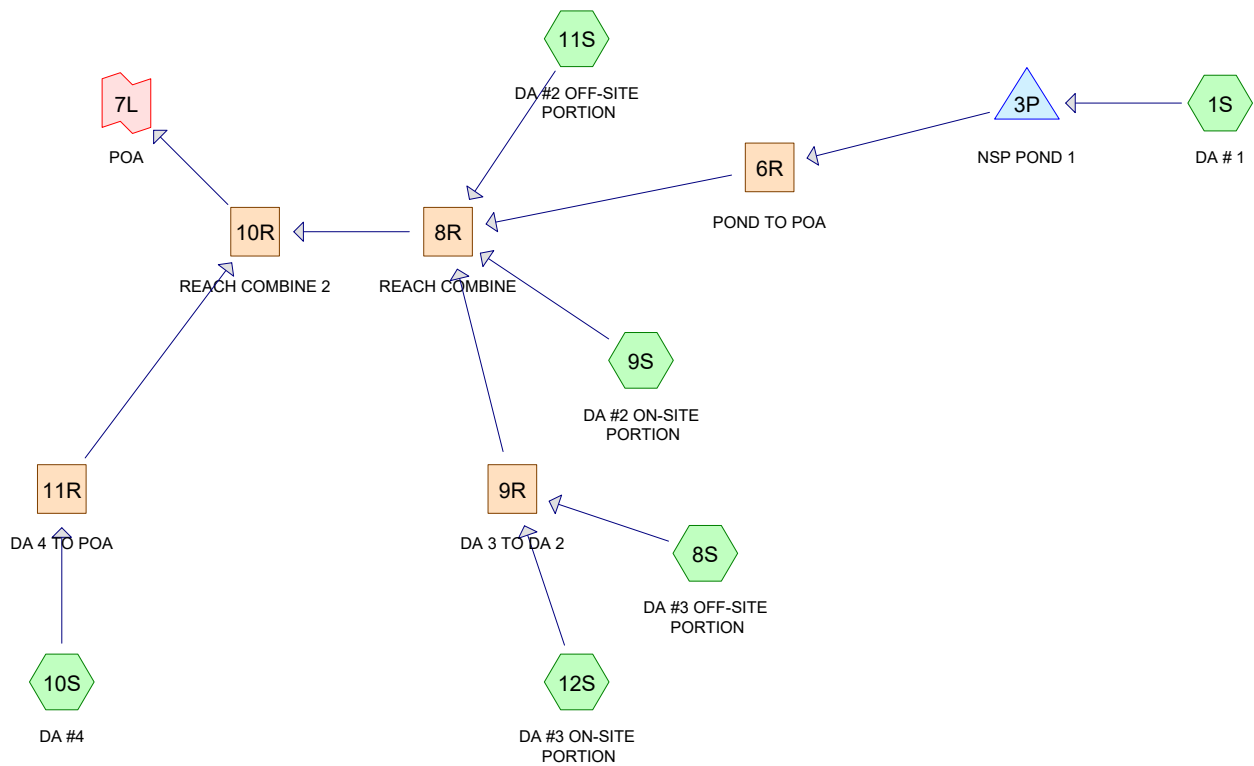 11S
DA #2 OFF-SITE
PORTION
7L
POA
3P
NSP POND 1
1S
DA # 1
6R
POND TO POA
10R
REACH COMBINE 2
8R
REACH COMBINE
9S
DA #2 ON-SITE
PORTION
11R
DA 4 TO POA
9R
DA 3 TO DA 2
8S
DA #3 OFF-SITE
PORTION
10S
DA #4
12S
DA #3 ON-SITE
PORTION